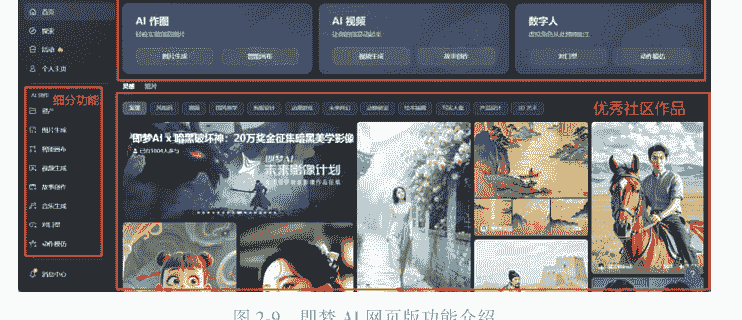 首页
探索
活动
个人主页
AI 创作
细分功能
资产
图片生成
智能画布
视频生成
故事创作
音乐生成
对口型
动作模仿
消息中心
AI 作图
图片生成
智能画布
AI 视频
视频生成
故事创作
数字人
对口型
动作模仿
灵感
短片
发现
优秀社区作品
即梦AI x 暗黑破坏神：20万奖金征集暗黑美学影像
即梦AI
未来影像计划
图 2-9 即梦 AI 网页版功能介绍